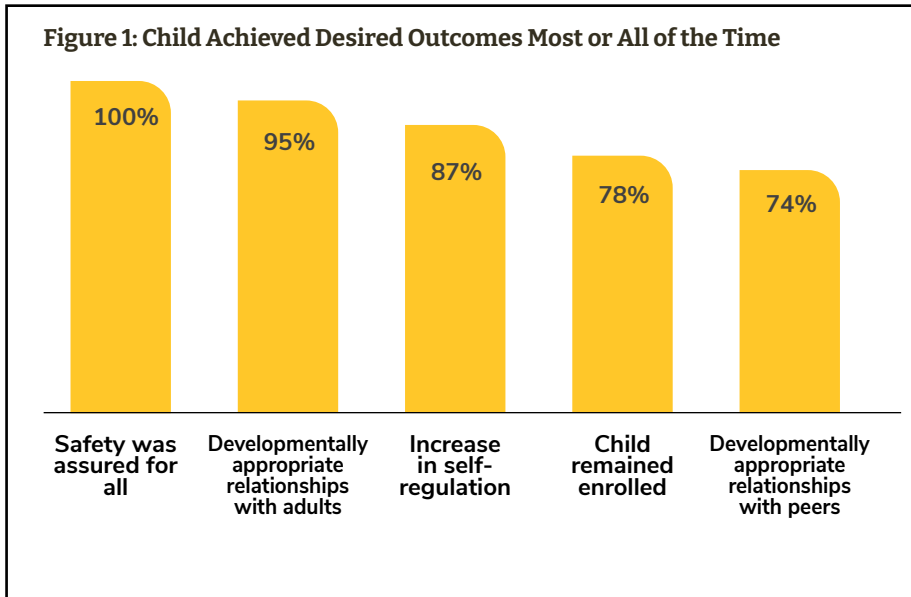 Figure 1: Child Achieved Desired Outcomes Most or All of the Time
100%
95%
87%
78%
74%
Safety was
assured for
all
Developmentally
appropriate
relationships
with adults
Increase
in self-
regulation
Child
remained
enrolled
Developmentally
appropriate
relationships
with peers